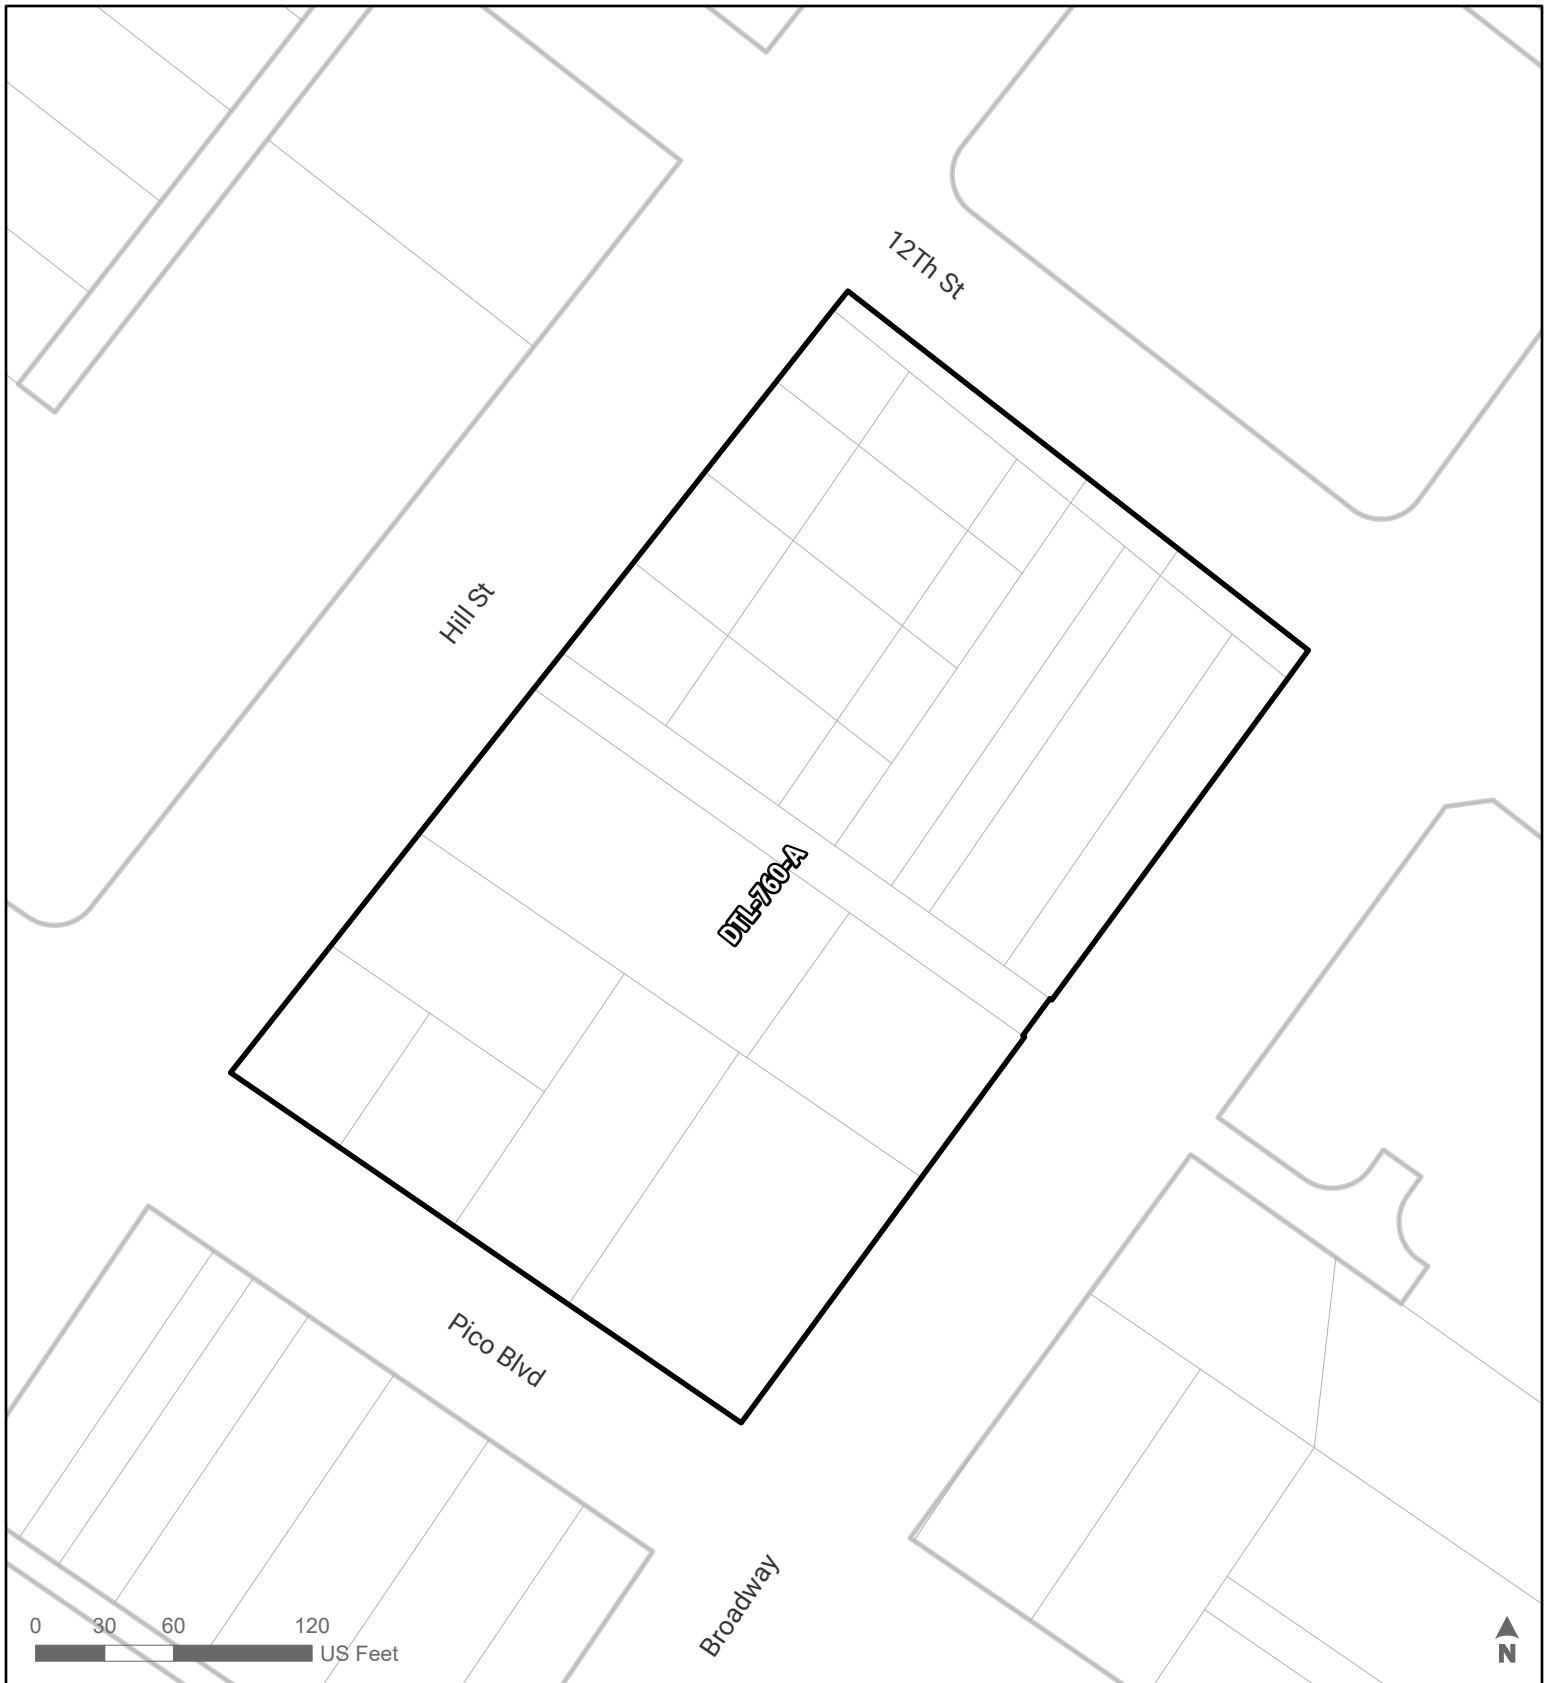 12Th St
Hill St
DTL-760-A
Pico Blvd
Broadway
0 30 60 120
US Feet
N